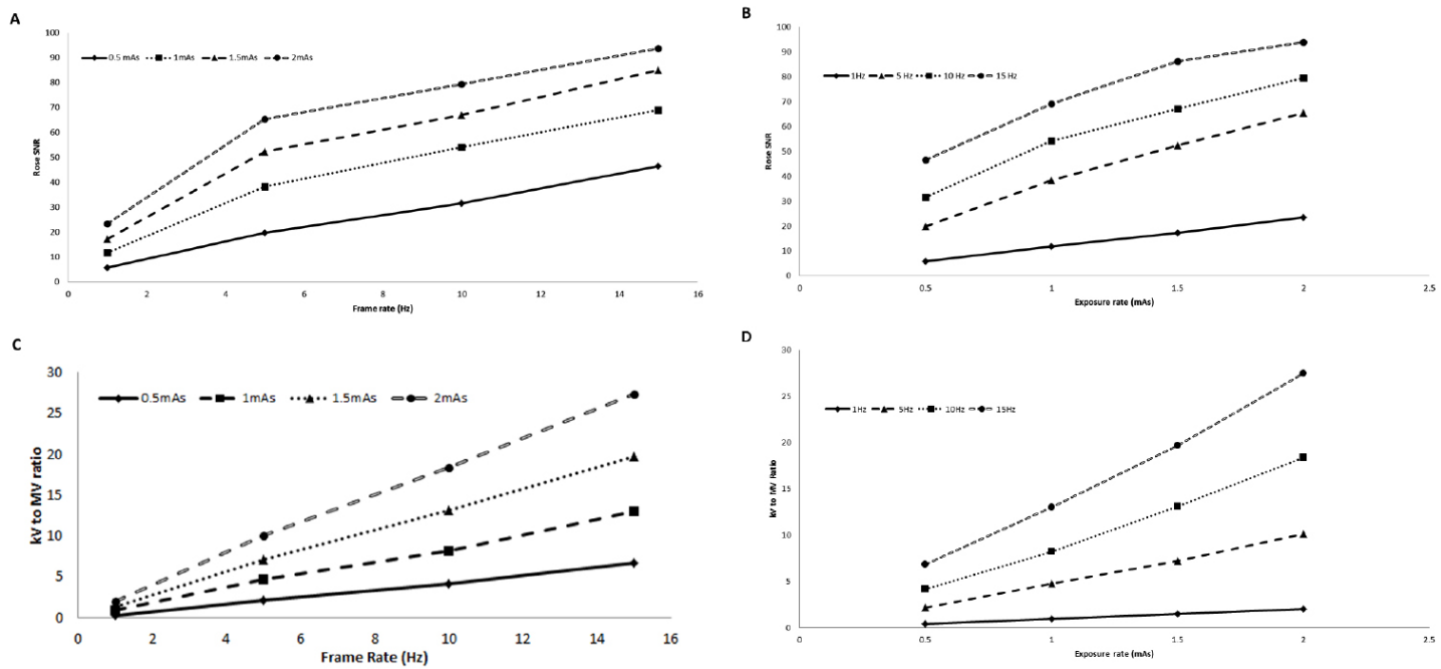 A
0.5 mAs 1mAs 1.5mAs 2mAs
100
90
80
70
60
50
40
30
20
10
0
Rose SNR
0 2 4 6 8 10 12 14 16
Frame rate (Hz)
B
1Hz 5 Hz 10 Hz 15 Hz
100
90
80
70
60
50
40
30
20
10
0
Rose SNR
0 0.5 1 1.5 2 2.5
Exposure rate (mAs)
C
0.5mAs 1mAs 1.5mAs 2mAs
30
25
20
15
10
5
0
kV to MV ratio
0 2 4 6 8 10 12 14 16
Frame Rate (Hz)
D
1Hz 5Hz 10Hz 15Hz
30
25
20
15
10
5
0
kV to MV Ratio
0 0.5 1 1.5 2 2.5
Exposure rate (mAs)